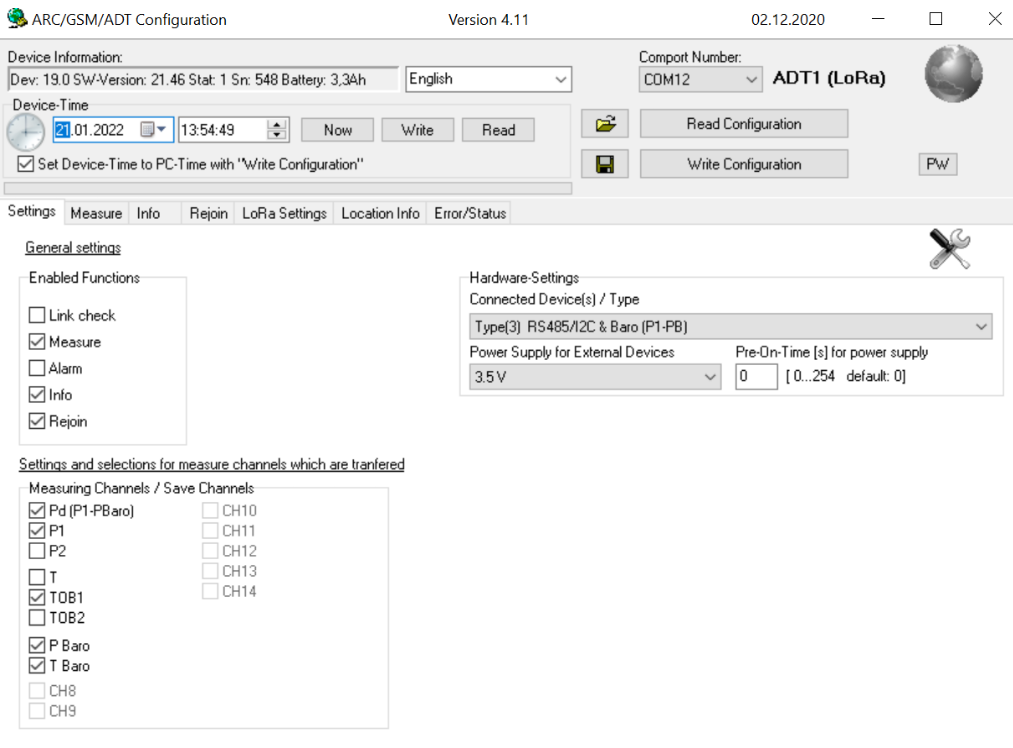 ARC/GSM/ADT Configuration Version 4.11 02.12.2020
Device Information:
Dev: 19.0 SW-Version: 21.46 Stat: 1 Sn: 548 Battery: 3,3Ah
English
Comport Number:
COM12
ADT1 (LoRa)
Device-Time
21.01.2022
13:54:49
Now
Write
Read
Set Device-Time to PC-Time with "Write Configuration"
Read Configuration
Write Configuration
PW
Settings Measure Info Rejoin LoRa Settings Location Info Error/Status
General settings
Enabled Functions
Link check
Measure
Alarm
Info
Rejoin
Hardware-Settings
Connected Device(s) / Type
Type(3) RS485/I2C & Baro (P1-PB)
Power Supply for External Devices
3.5 V
Pre-On-Time [s] for power supply
0 [ 0...254 default: 0]
Settings and selections for measure channels which are tranfered
Measuring Channels / Save Channels
Pd (P1-PBaro)
P1
P2
T
TOB1
TOB2
P Baro
T Baro
CH8
CH9
CH10
CH11
CH12
CH13
CH14